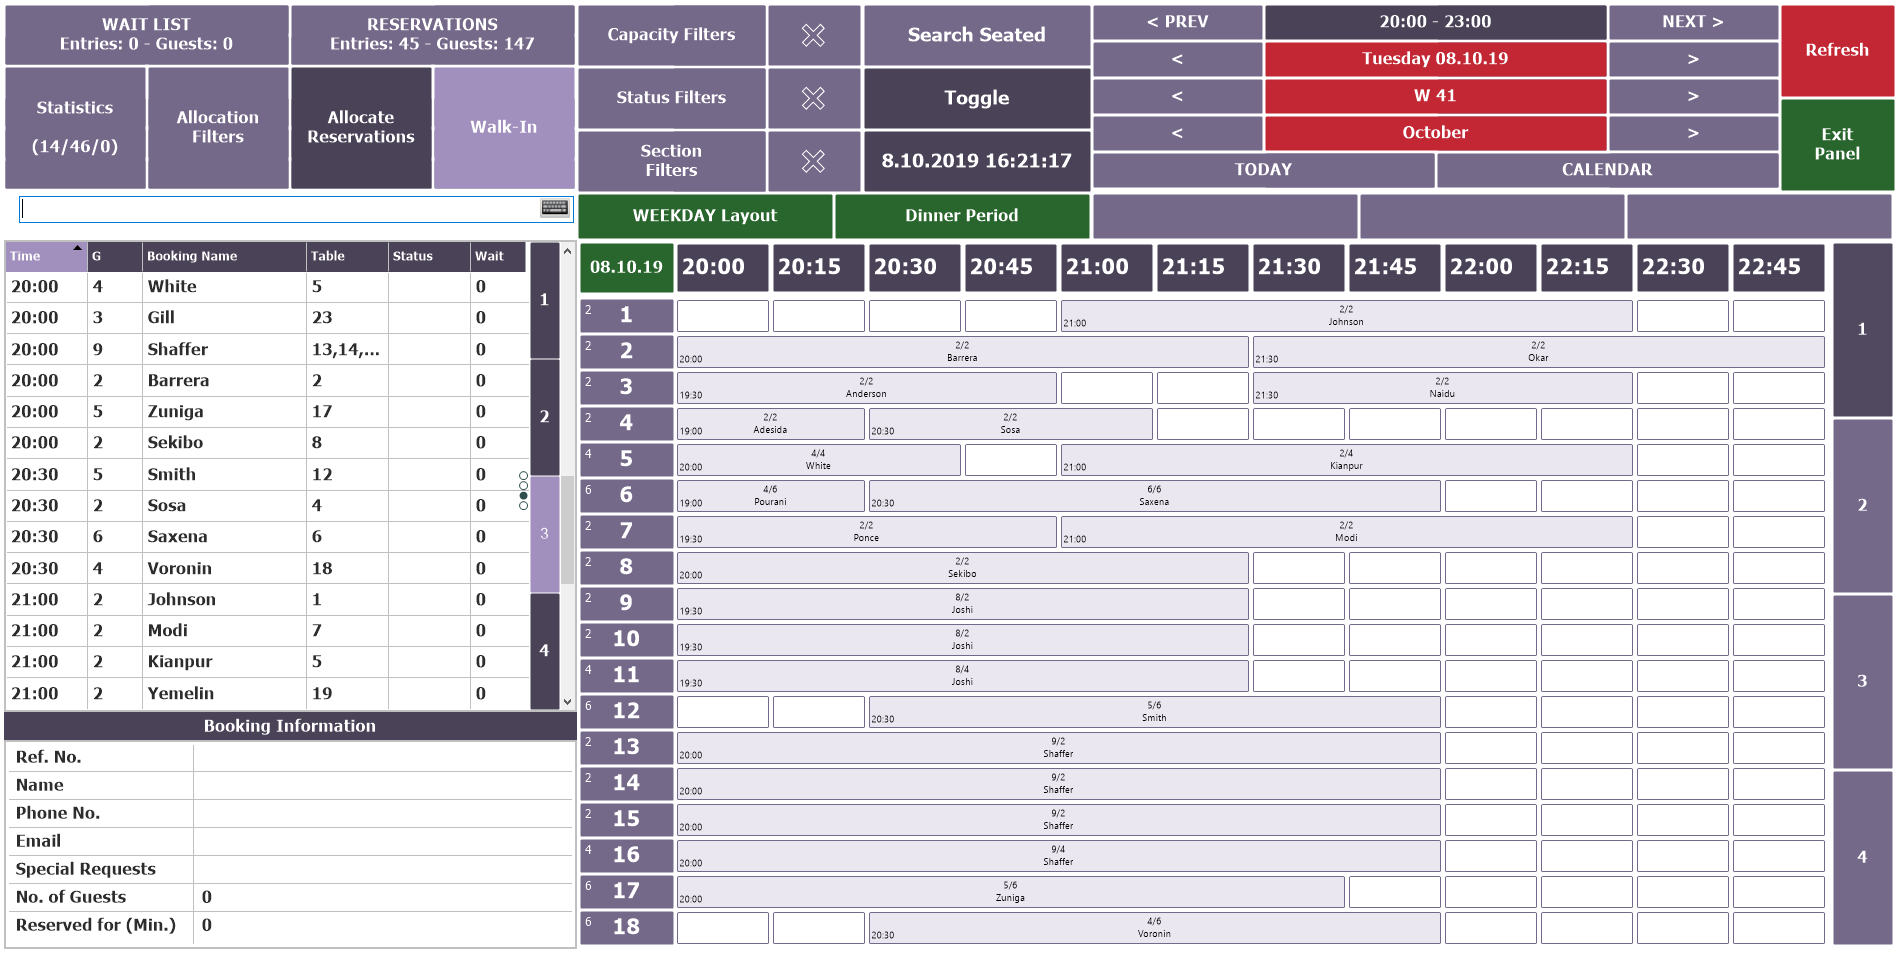 WAIT LIST
Entries: 0 - Guests: 0
RESERVATIONS
Entries: 45 - Guests: 147
Statistics
(14/46/0)
Allocation
Filters
Allocate
Reservations
Walk-In
Capacity Filters
Search Seated
Status Filters
Toggle
Section
Filters
8.10.2019 16:21:17
< PREV
20:00 - 23:00
NEXT >
<
Tuesday 08.10.19
>
<
W 41
>
<
October
>
TODAY
CALENDAR
Refresh
Exit
Panel
WEEKDAY Layout
Dinner Period
Time G Booking Name Table Status Wait
20:00 4 White 5 0
20:00 3 Gill 23 0
20:00 9 Shaffer 13,14,... 0
20:00 2 Barrera 2 0
20:00 5 Zuniga 17 0
20:00 2 Sekibo 8 0
20:30 5 Smith 12 0
20:30 2 Sosa 4 0
20:30 6 Saxena 6 0
20:30 4 Voronin 18 0
21:00 2 Johnson 1 0
21:00 2 Modi 7 0
21:00 2 Kianpur 5 0
21:00 2 Yemelin 19 0
1
2
3
4
Booking Information
Ref. No.
Name
Phone No.
Email
Special Requests
No. of Guests 0
Reserved for (Min.) 0
08.10.19 20:00 20:15 20:30 20:45 21:00 21:15 21:30 21:45 22:00 22:15 22:30 22:45
2 1 21:00 2/2 Johnson
2 2 20:00 2/2 Barrera 21:30 2/2 Okar
2 3 19:30 2/2 Anderson 21:30 2/2 Naidu
2 4 19:00 2/2 Adesida 20:30 2/2 Sosa
4 5 20:00 4/4 White 21:00 2/4 Kianpur
6 6 19:00 4/6 Pourani 20:30 6/6 Saxena
2 7 19:30 2/2 Ponce 21:00 2/2 Modi
2 8 20:00 2/2 Sekibo
2 9 19:30 8/2 Joshi
2 10 19:30 8/2 Joshi
4 11 19:30 8/4 Joshi
6 12 20:30 5/6 Smith
2 13 20:00 9/2 Shaffer
2 14 20:00 9/2 Shaffer
2 15 20:00 9/2 Shaffer
4 16 20:00 9/4 Shaffer
6 17 20:00 5/6 Zuniga
6 18 20:30 4/6 Voronin
1
2
3
4